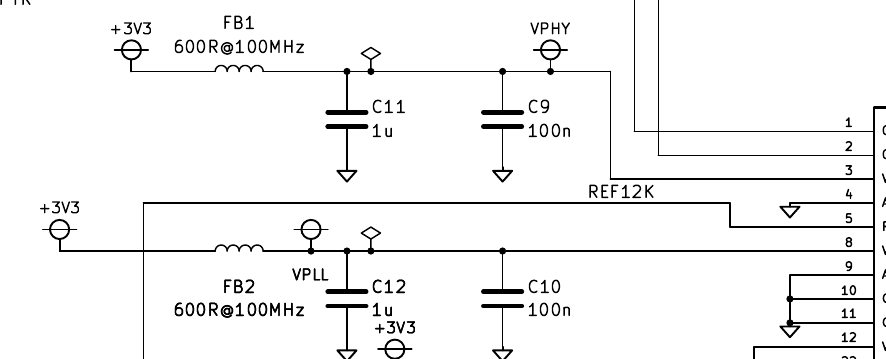 +3V3
FB1
600R@100MHz
VPHY
C11
1u
C9
100n
1
2
3
4
5
8
9
10
11
12
REF12K
+3V3
VPLL
FB2
600R@100MHz
C12
1u
C10
100n
+3V3